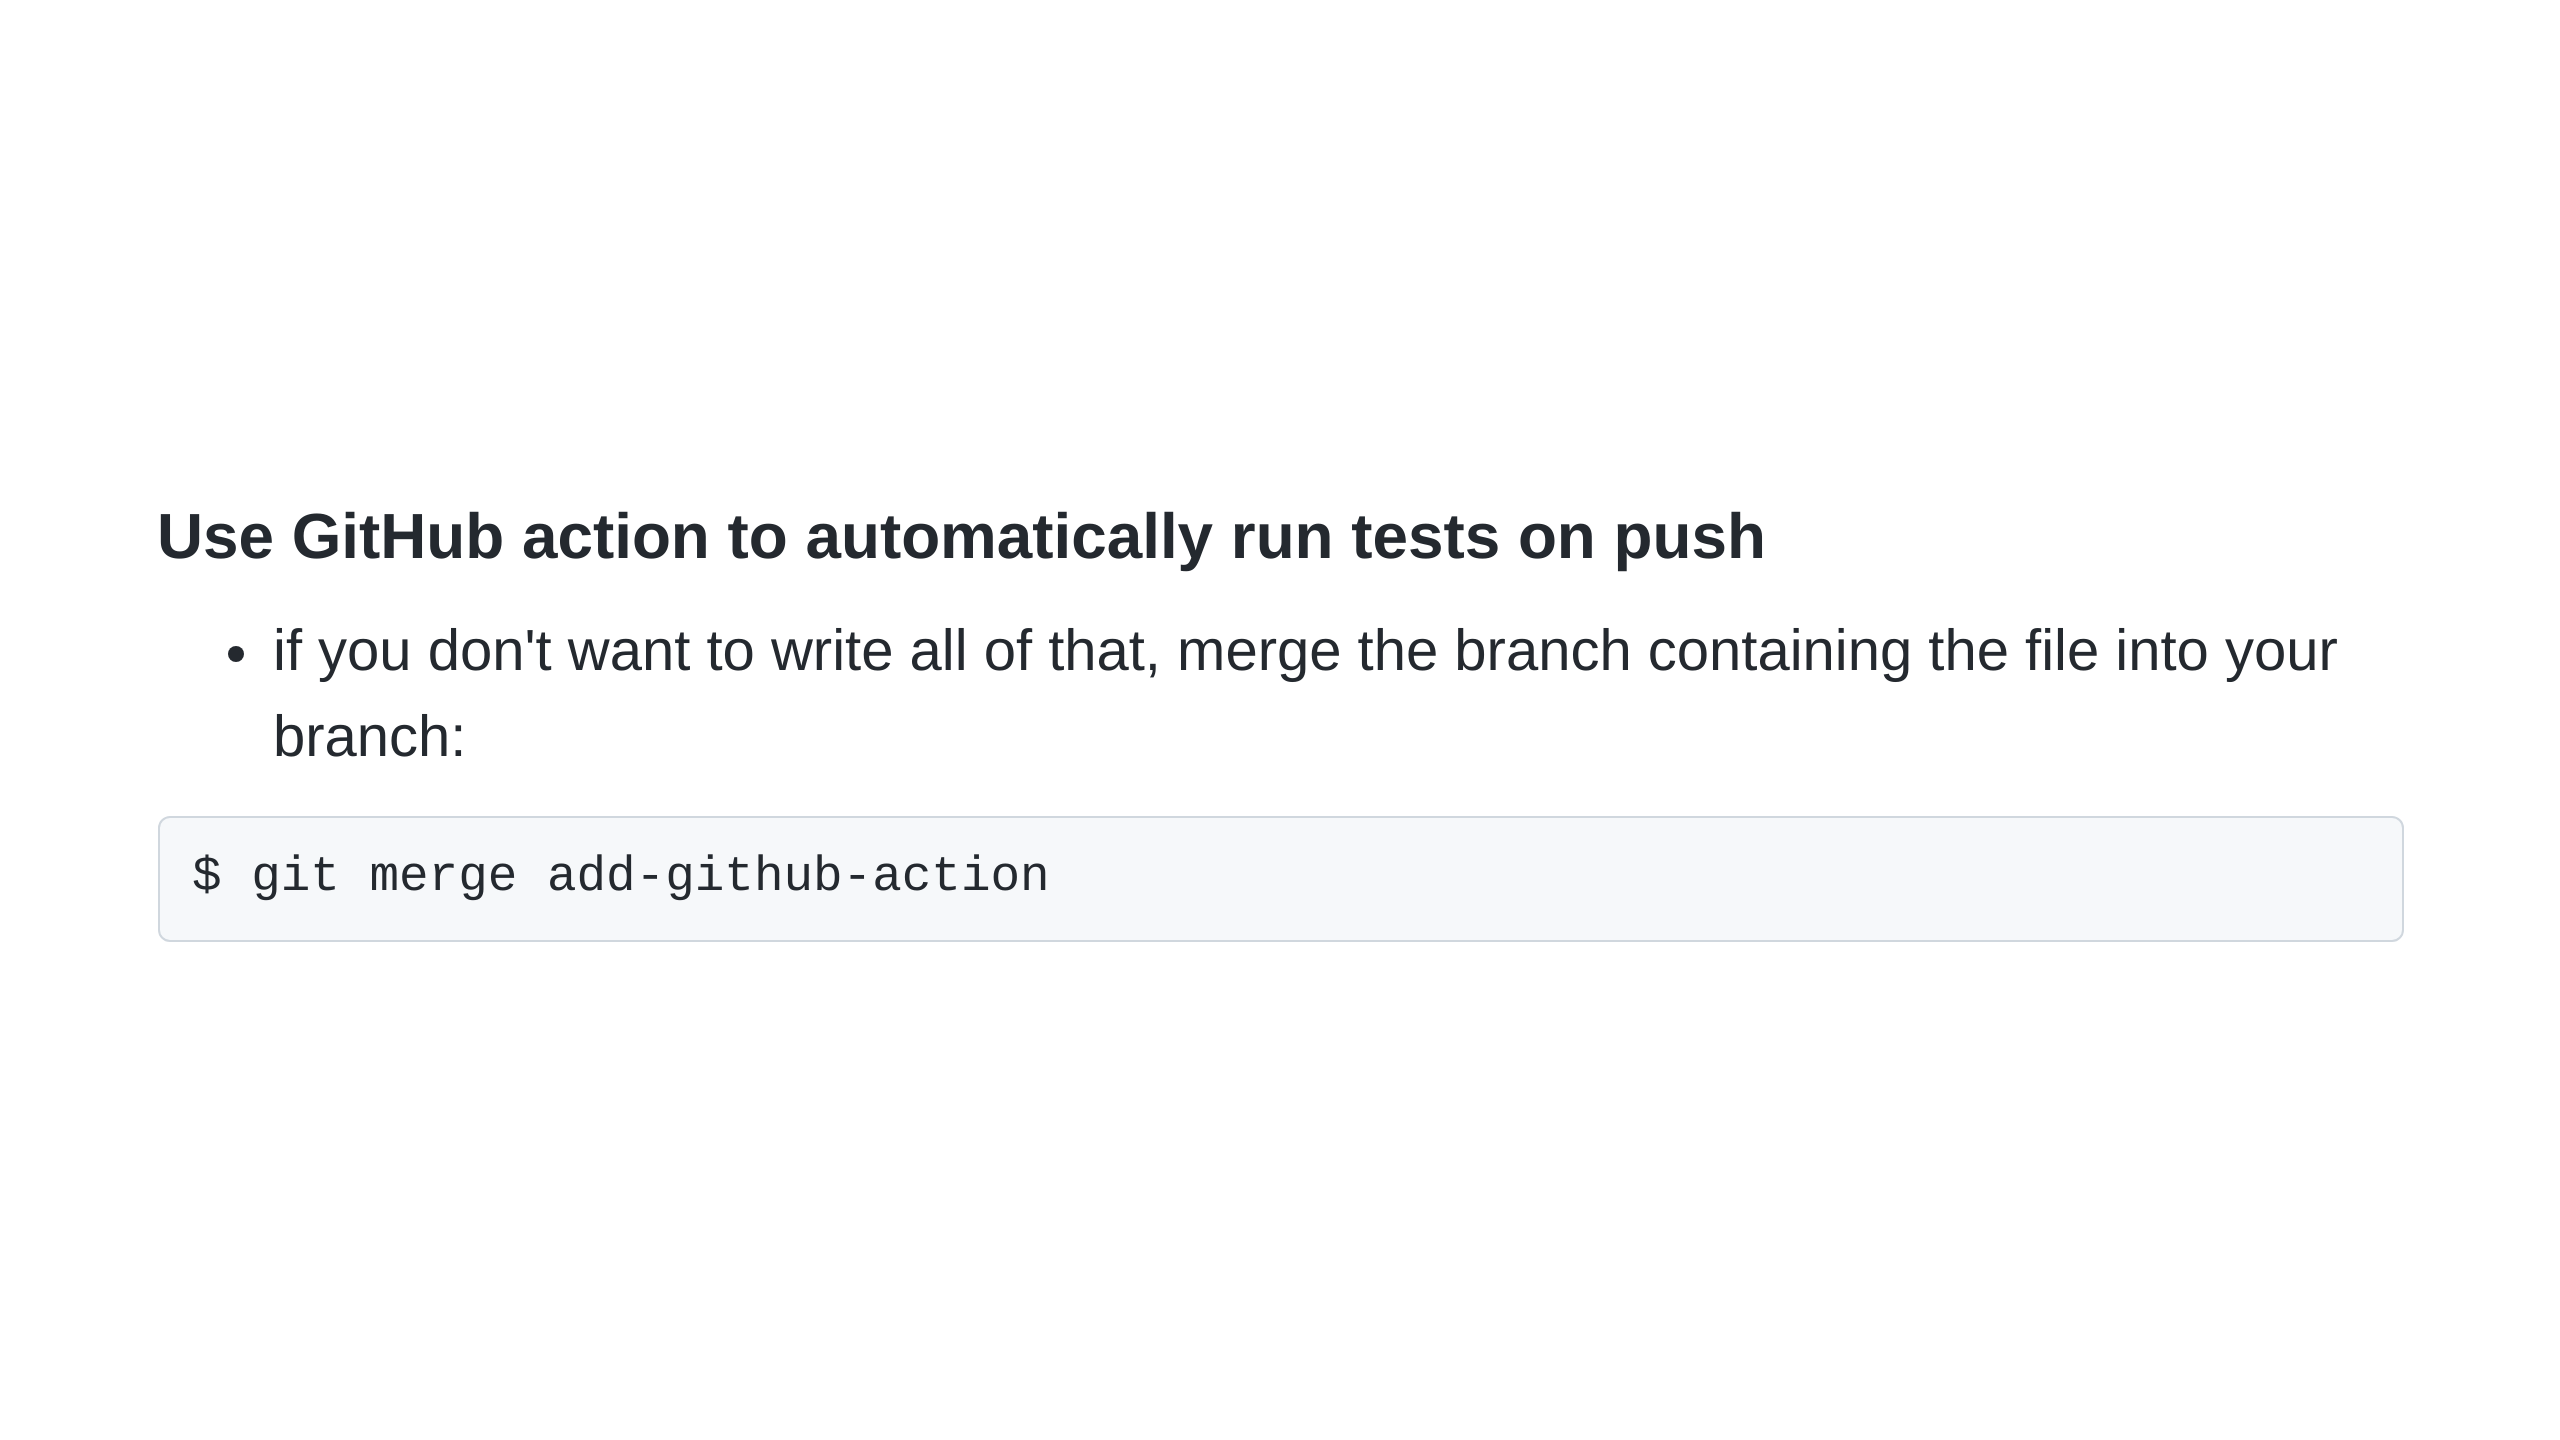 Use GitHub action to automatically run tests on push
• if you don't want to write all of that, merge the branch containing the file into your
branch:
$ git merge add-github-action